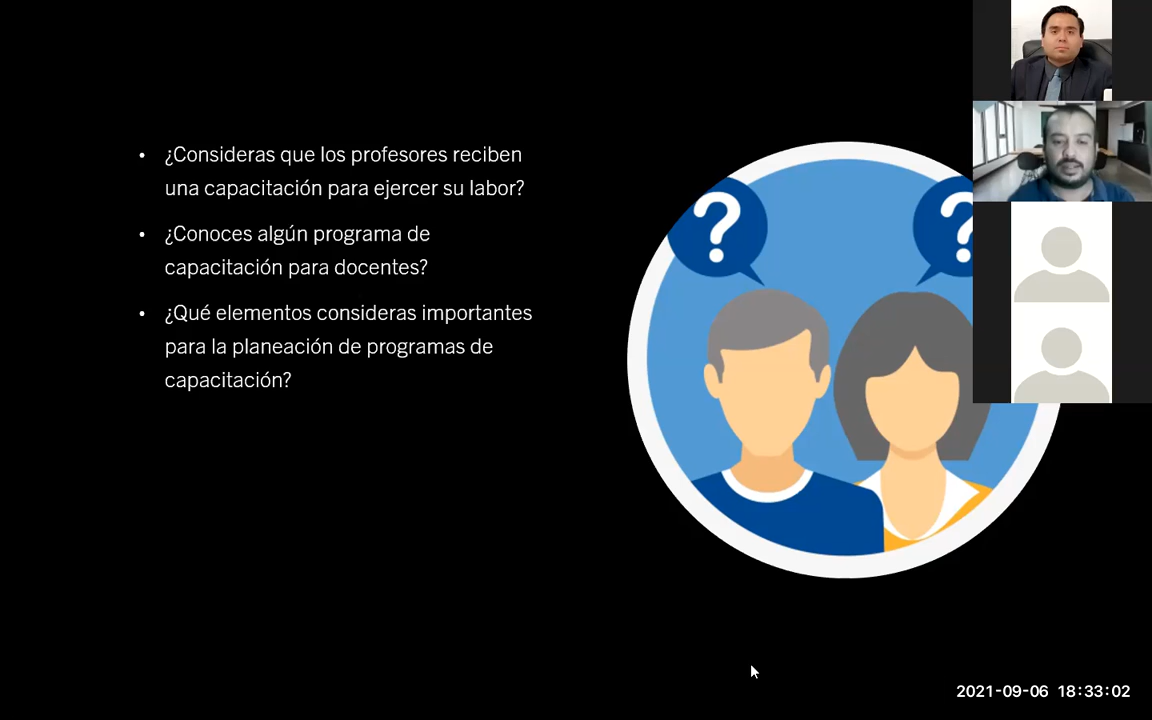 • ¿Consideras que los profesores reciben
una capacitación para ejercer su labor?
• ¿Conoces algún programa de
capacitación para docentes?
• ¿Qué elementos consideras importantes
para la planeación de programas de
capacitación?
? ?
2021-09-06 18:33:02